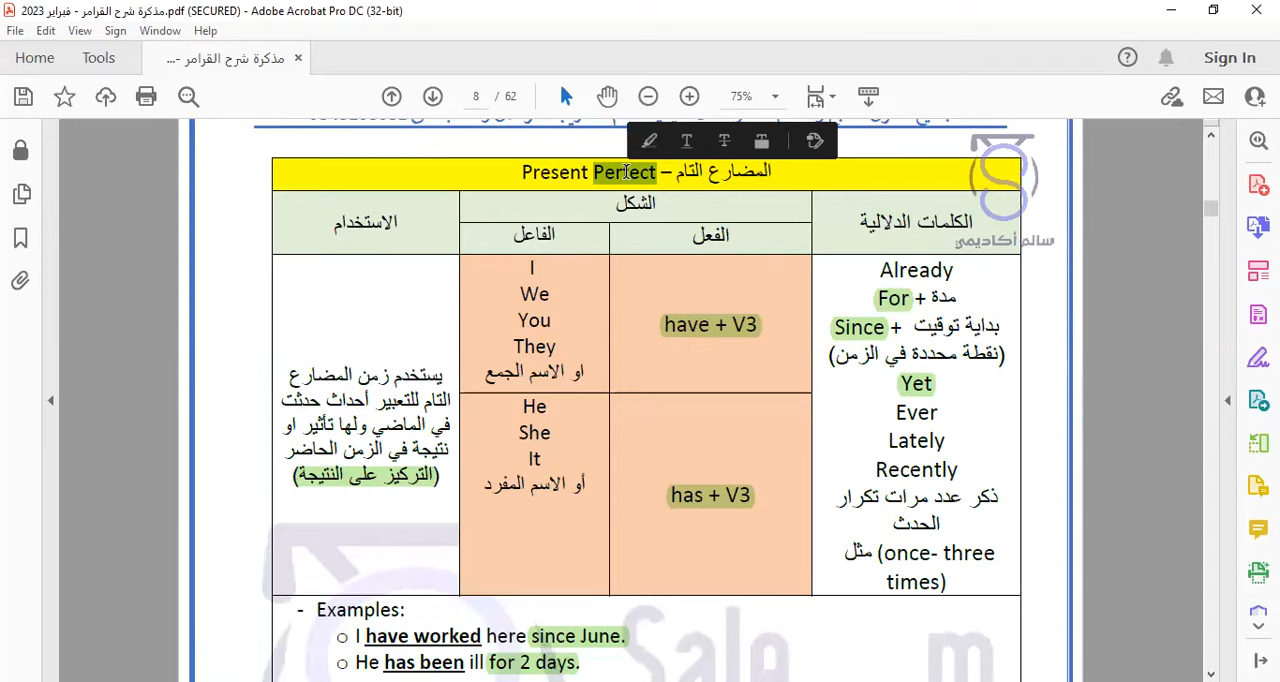 مذكرة شرح القرامر - فبراير 2023.pdf (SECURED) - Adobe Acrobat Pro DC (32-bit)
File Edit View Sign Window Help
Home Tools مذكرة شرح القرامر -... ×
Sign In
8 / 62 75%
Present Perfect – المضارع التام
الكلمات الدلالية
الشكل
الاستخدام
الفعل
الفاعل
سالم أكاديمي
Already
For + مدة
Since + بداية توقيت
(نقطة محددة في الزمن)
Yet
Ever
Lately
Recently
ذكر عدد مرات تكرار
الحدث
مثل (once- three
times)
have + V3
has + V3
I
We
You
They
او الاسم الجمع
He
She
It
أو الاسم المفرد
يستخدم زمن المضارع
التام للتعبير أحداث حدثت
في الماضي ولها تأثير او
نتيجة في الزمن الحاضر
(التركيز على النتيجة)
- Examples:
o I have worked here since June.
o He has been ill for 2 days.
Sale m